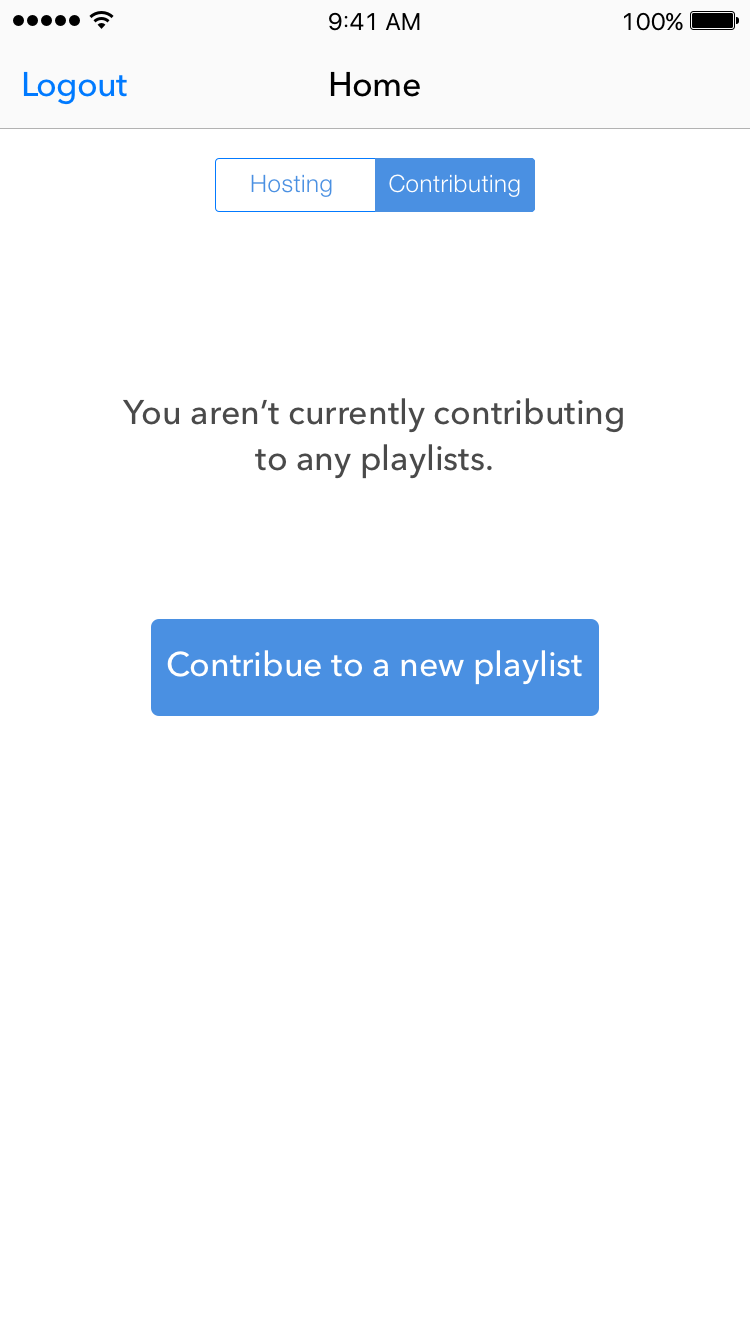 9:41 AM
100%
Logout
Home
Hosting
Contributing
You aren’t currently contributing
to any playlists.
Contribue to a new playlist